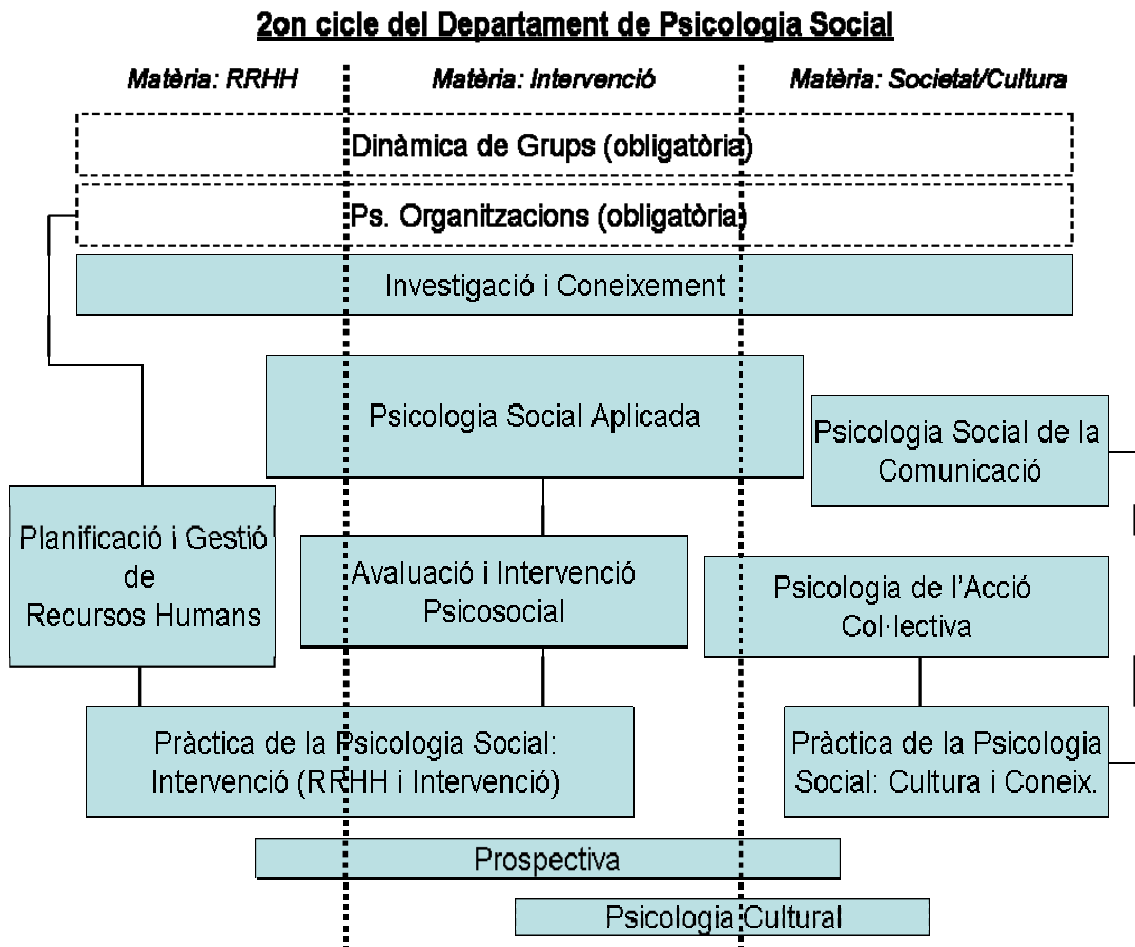 2on cicle del Departament de Psicologia Social
Matèria: RRHH
Matèria: Intervenció
Matèria: Societat/Cultura
Dinàmica de Grups (obligatòria)
Ps. Organitzacions (obligatòria)
Investigació i Coneixement
Psicologia Social Aplicada
Psicologia Social de la
Comunicació
Planificació i Gestió
de
Recursos Humans
Avaluació i Intervenció
Psicosocial
Psicologia de l'Acció
Col·lectiva
Pràctica de la Psicologia Social:
Intervenció (RRHH i Intervenció)
Pràctica de la Psicologia
Social: Cultura i Coneix.
Prospectiva
Psicologia Cultural